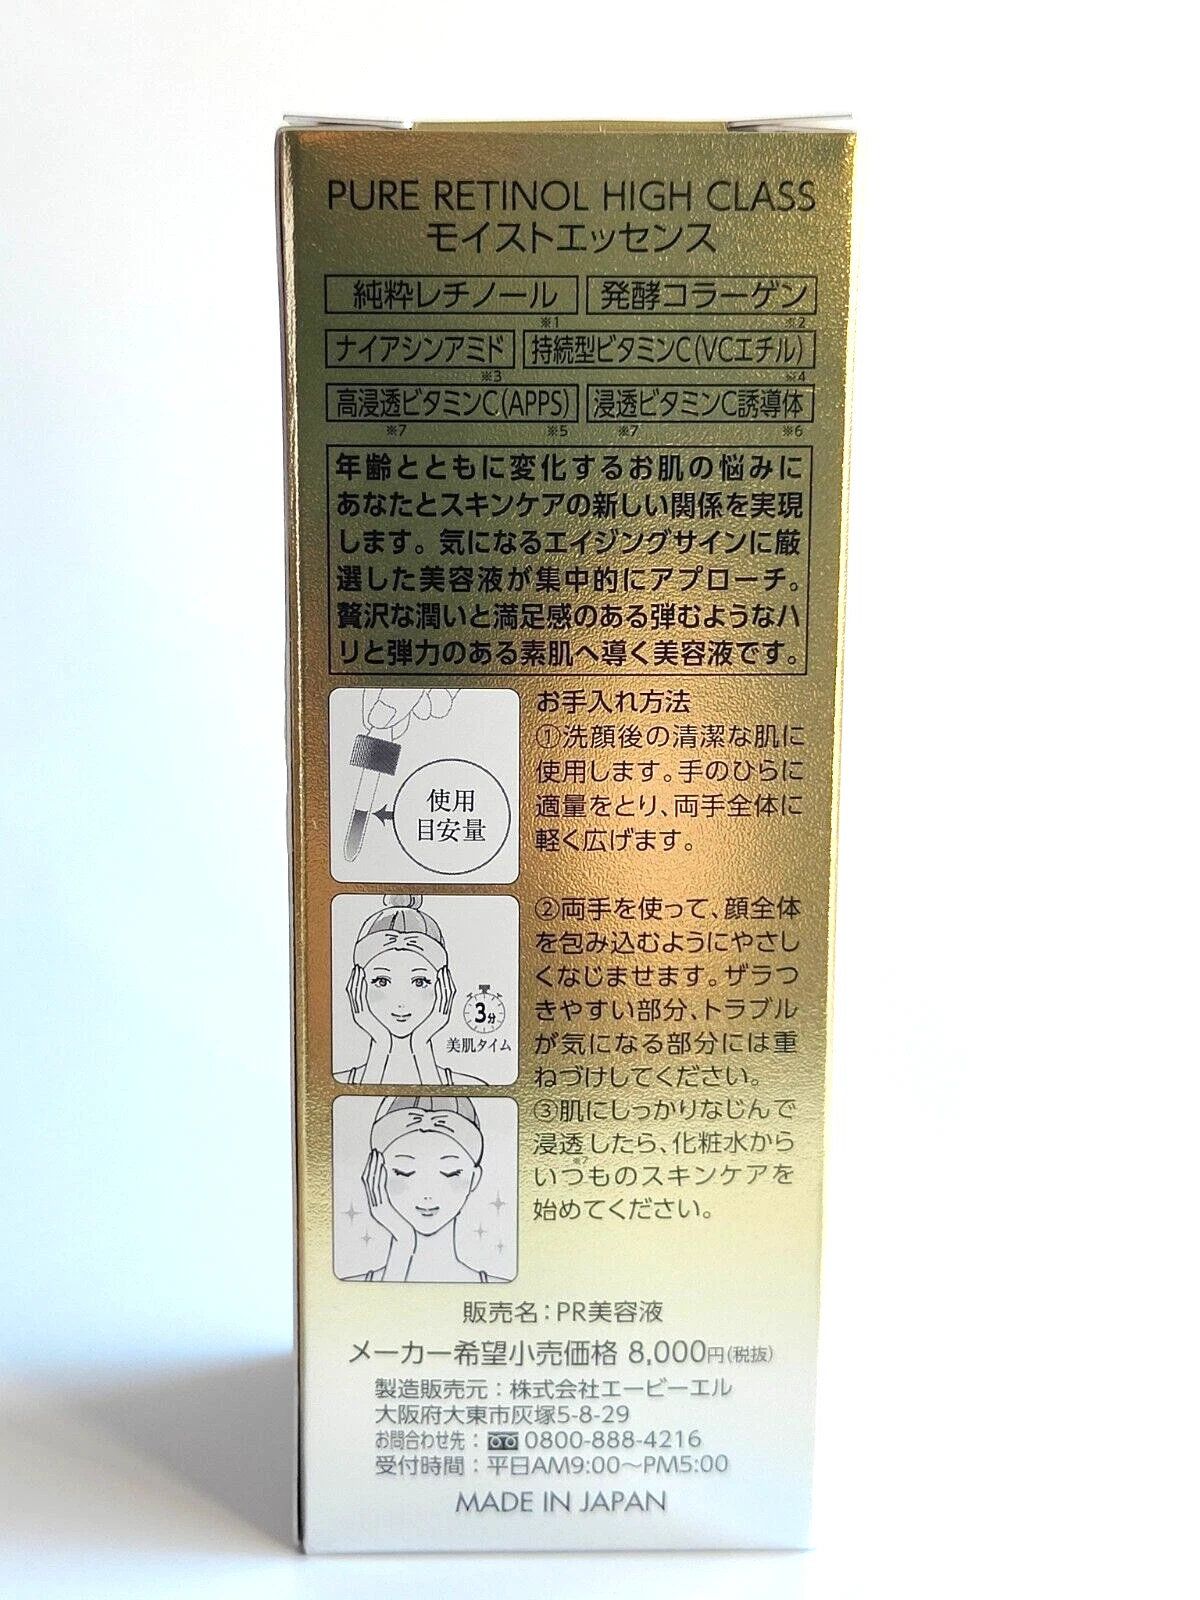 PURE RETINOL HIGH CLASS
モイストエッセンス
純粋レチノール 発酵コラーゲン
※1 ※2
ナイアシンアミド 持続型ビタミンC(VCエチル)
※3 ※4
高浸透ビタミンC(APPS) 浸透ビタミンC誘導体
※7 ※5 ※7 ※6
年齢とともに変化するお肌の悩みに
あなたとスキンケアの新しい関係を実現
します。気になるエイジングサインに厳
選した美容液が集中的にアプローチ。
贅沢な潤いと満足感のある弾むようなハ
リと弾力のある素肌へ導く美容液です。
使用
目安量
お手入れ方法
①洗顔後の清潔な肌に
使用します。手のひらに
適量をとり、両手全体に
軽く広げます。
3分
美肌タイム
②両手を使って、顔全体
を包み込むようにやさし
くなじませます。ザラつ
きやすい部分、トラブル
が気になる部分には重
ねづけしてください。
③肌にしっかりなじんで
浸透したら、化粧水から
※7
いつものスキンケアを
始めてください。
販売名：PR美容液
メーカー希望小売価格 8,000円(税抜)
製造販売元：株式会社エービーエル
大阪府大東市灰塚5-8-29
お問合わせ先： 0800-888-4216
受付時間：平日AM9:00〜PM5:00
MADE IN JAPAN